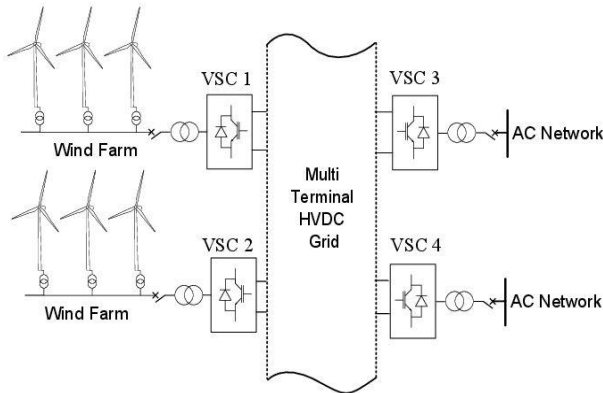 VSC 1
VSC 3
Wind Farm
AC Network
Multi
Terminal
HVDC
Grid
VSC 2
VSC 4
Wind Farm
AC Network